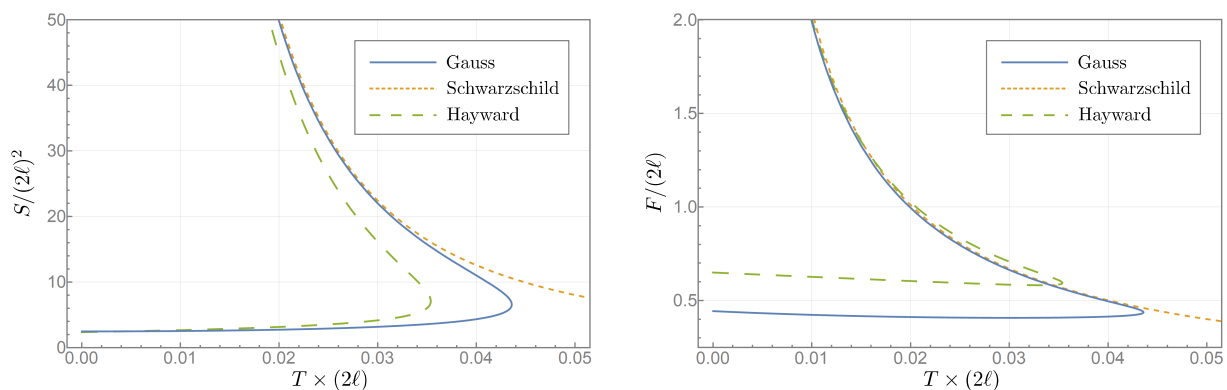 50
40
30
20
10
0
S/(2ℓ)²
Gauss
Schwarzschild
Hayward
0.00 0.01 0.02 0.03 0.04 0.05
T × (2ℓ)
2.0
1.5
1.0
0.5
F/(2ℓ)
Gauss
Schwarzschild
Hayward
0.00 0.01 0.02 0.03 0.04 0.05
T × (2ℓ)